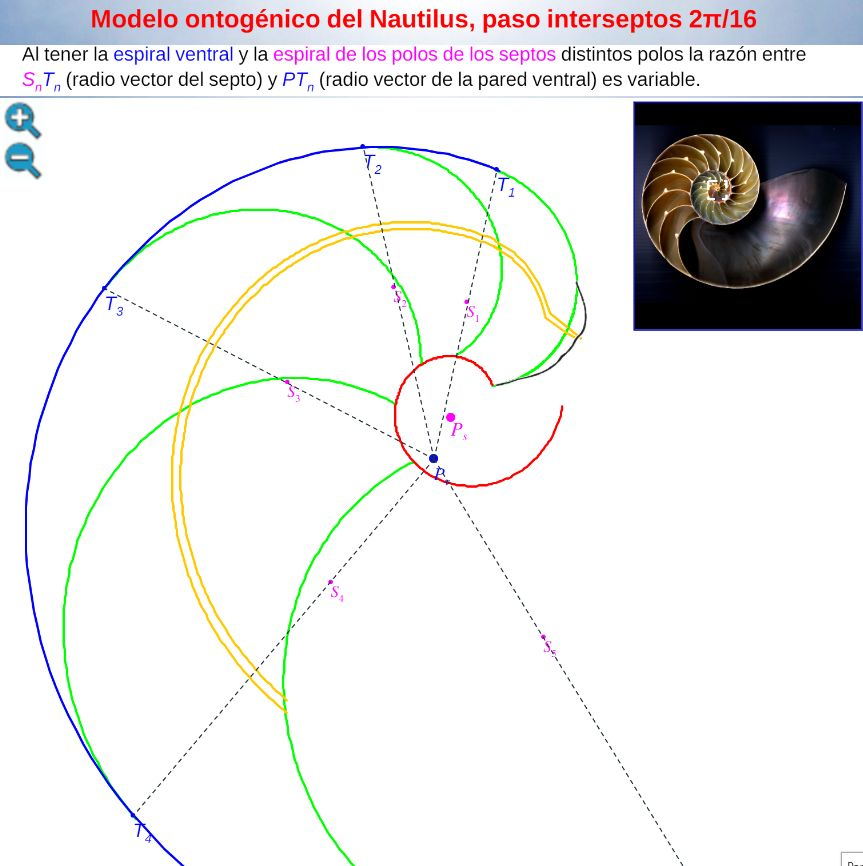 Modelo ontogénico del Nautilus, paso interseptos 2π/16
Al tener la espiral ventral y la espiral de los polos de los septos distintos polos la razón entre
SnTn (radio vector del septo) y PTn (radio vector de la pared ventral) es variable.
T2
T1
S2
S1
T3
S3
Ps
S4
S5
T4